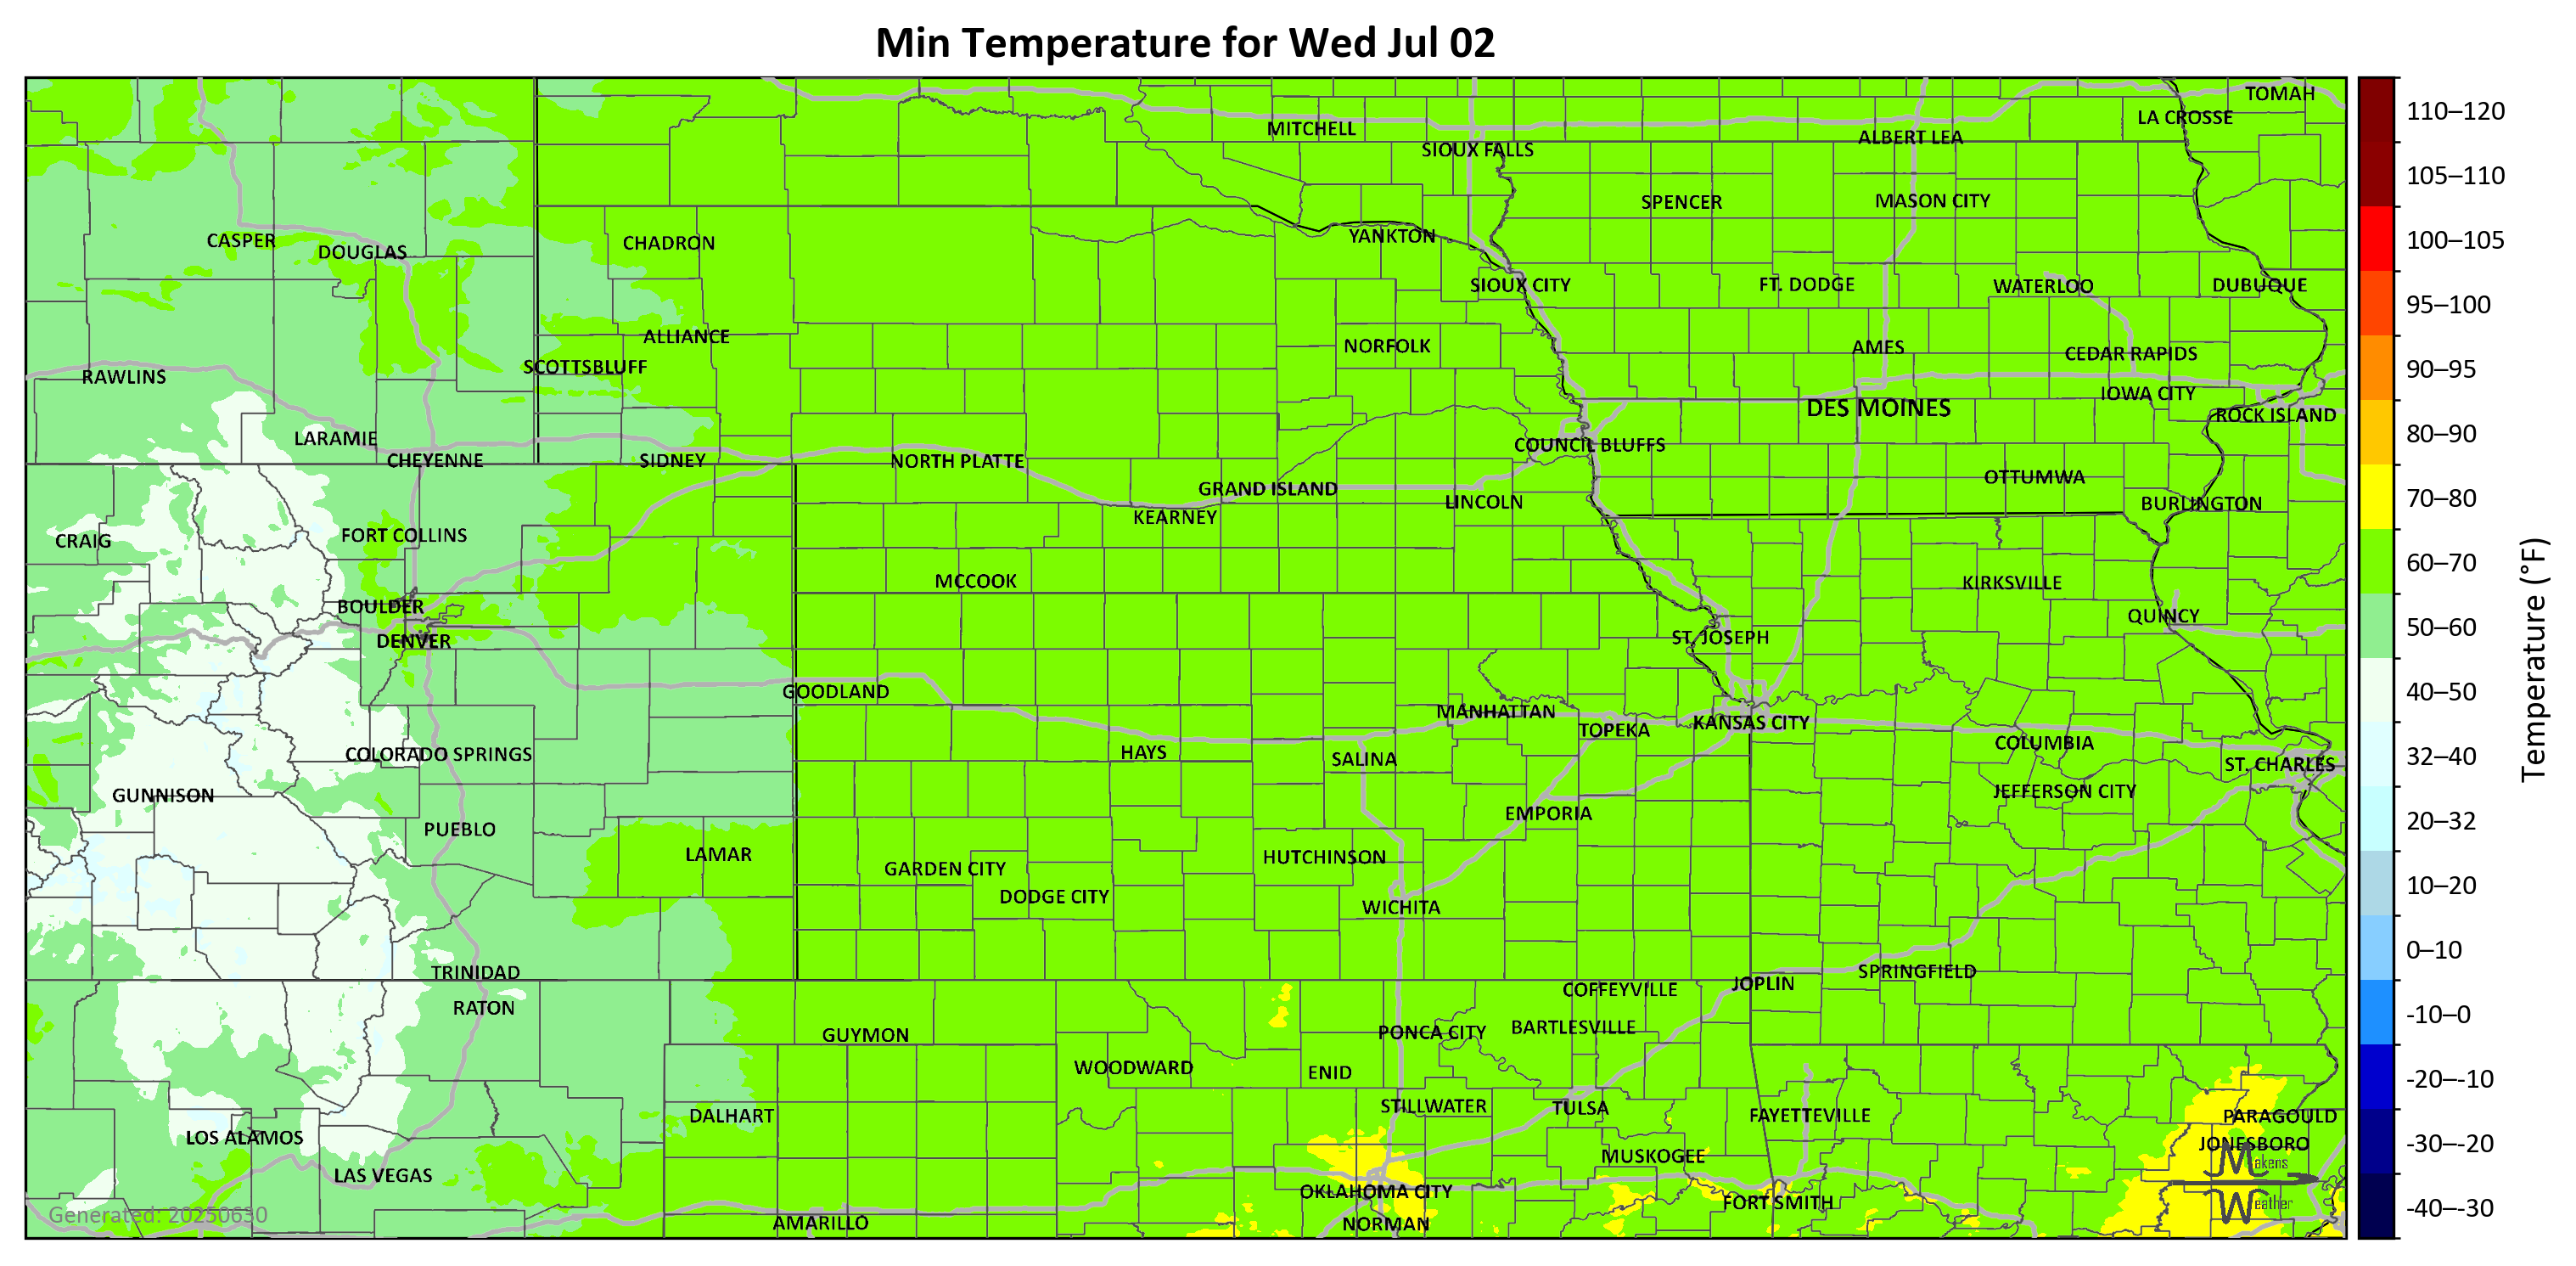 Min Temperature for Wed Jul 02
TOMAH
LA CROSSE
MITCHELL
ALBERT LEA
SIOUX FALLS
SPENCER
MASON CITY
CASPER
DOUGLAS
CHADRON
YANKTON
SIOUX CITY
FT. DODGE
WATERLOO
DUBUQUE
ALLIANCE
NORFOLK
AMES
CEDAR RAPIDS
SCOTTSBLUFF
RAWLINS
IOWA CITY
DES MOINES
ROCK ISLAND
LARAMIE
COUNCIL BLUFFS
CHEYENNE
SIDNEY
NORTH PLATTE
OTTUMWA
GRAND ISLAND
LINCOLN
BURLINGTON
KEARNEY
CRAIG
FORT COLLINS
MCCOOK
KIRKSVILLE
BOULDER
QUINCY
DENVER
ST. JOSEPH
GOODLAND
MANHATTAN
TOPEKA
KANSAS CITY
COLUMBIA
COLORADO SPRINGS
HAYS
SALINA
ST. CHARLES
GUNNISON
JEFFERSON CITY
EMPORIA
PUEBLO
LAMAR
HUTCHINSON
GARDEN CITY
DODGE CITY
WICHITA
TRINIDAD
SPRINGFIELD
JOPLIN
COFFEYVILLE
RATON
GUYMON
PONCA CITY
BARTLESVILLE
WOODWARD
ENID
STILLWATER
TULSA
DALHART
FAYETTEVILLE
PARAGOULD
LOS ALAMOS
JONESBORO
MUSKOGEE
LAS VEGAS
OKLAHOMA CITY
FORT SMITH
AMARILLO
NORMAN
Makens
Weather
Generated: 20250630
110–120
105–110
100–105
95–100
90–95
80–90
70–80
60–70
50–60
40–50
32–40
20–32
10–20
0–10
-10–0
-20–-10
-30–-20
-40–-30
Temperature (°F)